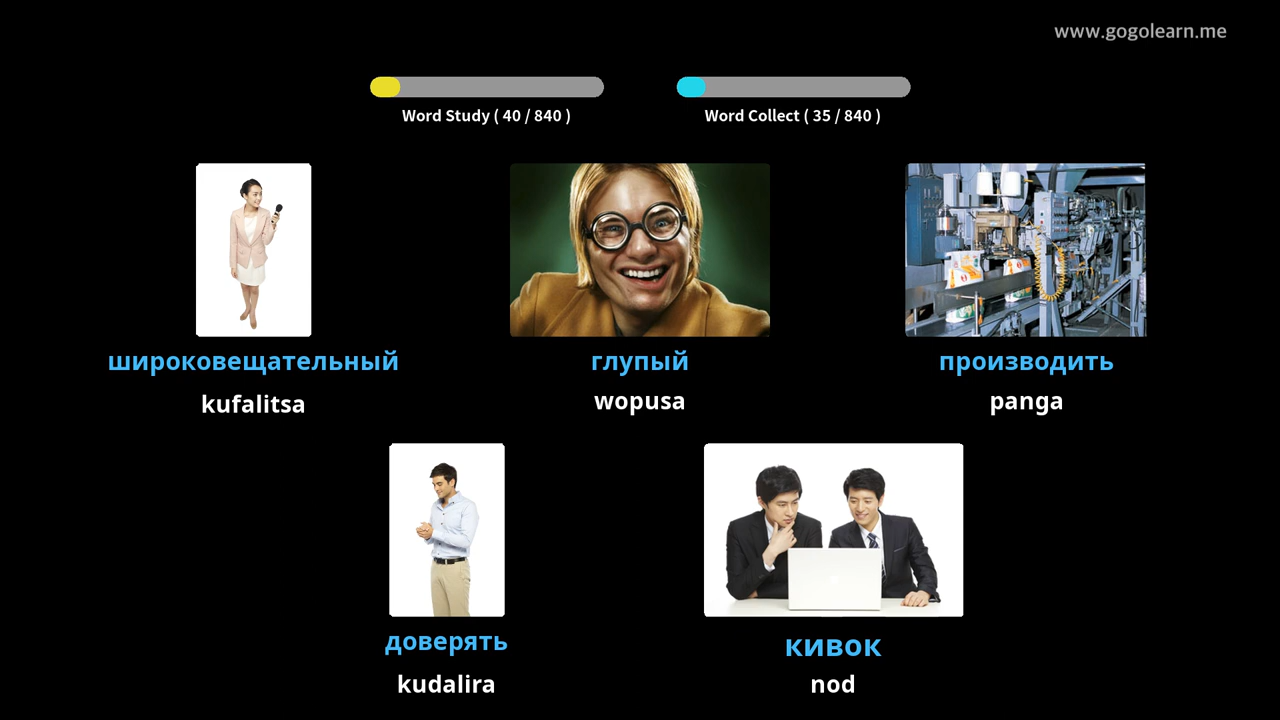 www.gogolearn.me
Word Study ( 40 / 840 )
Word Collect ( 35 / 840 )
широковещательный
kufalitsa
глупый
wopusa
производить
panga
доверять
kudalira
кивок
nod